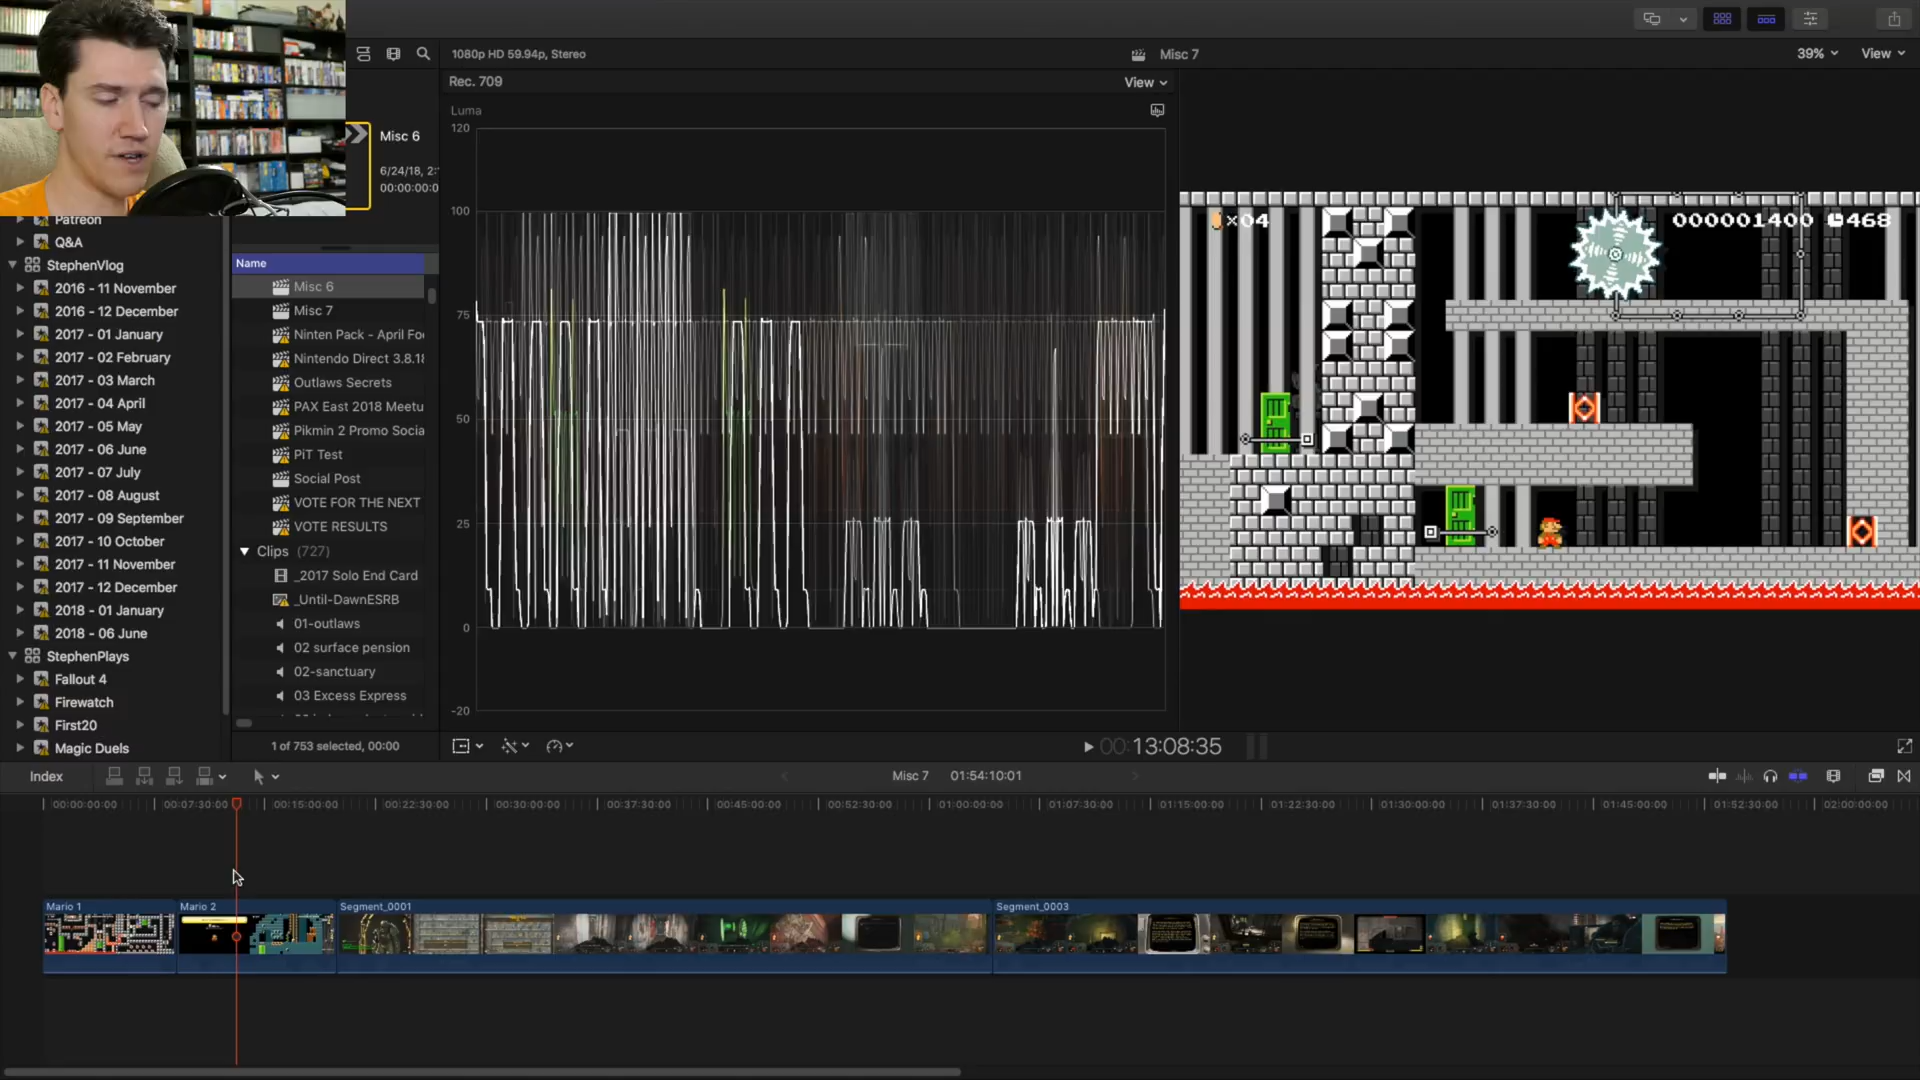 1080p HD 59.94p, Stereo
Misc 7
39%
View
Rec. 709
View
Luma
120
100
75
50
25
0
-20
Misc 6
6/24/18, 2:
00:00:00:0
×04
000001400
468
Patreon
Q&A
StephenVlog
2016 - 11 November
2016 - 12 December
2017 - 01 January
2017 - 02 February
2017 - 03 March
2017 - 04 April
2017 - 05 May
2017 - 06 June
2017 - 07 July
2017 - 08 August
2017 - 09 September
2017 - 10 October
2017 - 11 November
2017 - 12 December
2018 - 01 January
2018 - 06 June
StephenPlays
Fallout 4
Firewatch
First20
Magic Duels
Name
Misc 6
Misc 7
Ninten Pack - April Foo
Nintendo Direct 3.8.18
Outlaws Secrets
PAX East 2018 Meetu
Pikmin 2 Promo Socia
PiT Test
Social Post
VOTE FOR THE NEXT
VOTE RESULTS
Clips (727)
_2017 Solo End Card
_Until-DawnESRB
01-outlaws
02 surface pension
02-sanctuary
03 Excess Express
1 of 753 selected, 00:00
00:13:08:35
Index
Misc 7
01:54:10:01
00:00:00:00
00:07:30:00
00:15:00:00
00:22:30:00
00:30:00:00
00:37:30:00
00:45:00:00
00:52:30:00
01:00:00:00
01:07:30:00
01:15:00:00
01:22:30:00
01:30:00:00
01:37:30:00
01:45:00:00
01:52:30:00
02:00:00:00
Mario 1
Mario 2
Segment_0001
Segment_0003